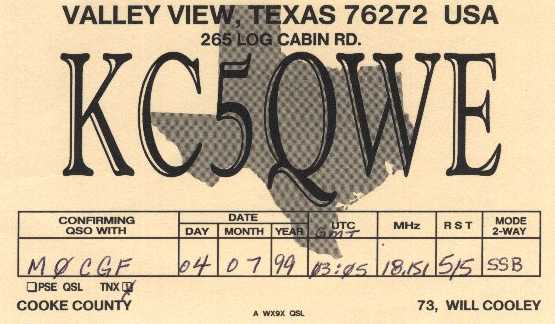 VALLEY VIEW, TEXAS 76272 USA
265 LOG CABIN RD.
KC5QWE
CONFIRMING QSO WITH DATE DAY MONTH YEAR UTC GMT MHz R S T MODE 2-WAY
MØCGF 04 07 99 03:05 18.151 5/5 SSB
PSE QSL TNX
COOKE COUNTY A WX9X QSL 73, WILL COOLEY